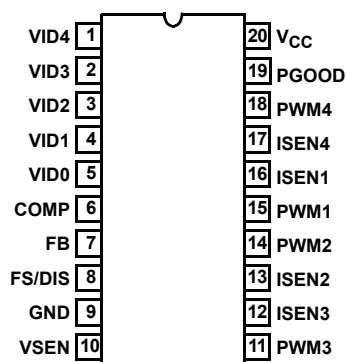 VID4 1 20 VCC
VID3 2 19 PGOOD
VID2 3 18 PWM4
VID1 4 17 ISEN4
VID0 5 16 ISEN1
COMP 6 15 PWM1
FB 7 14 PWM2
FS/DIS 8 13 ISEN2
GND 9 12 ISEN3
VSEN 10 11 PWM3